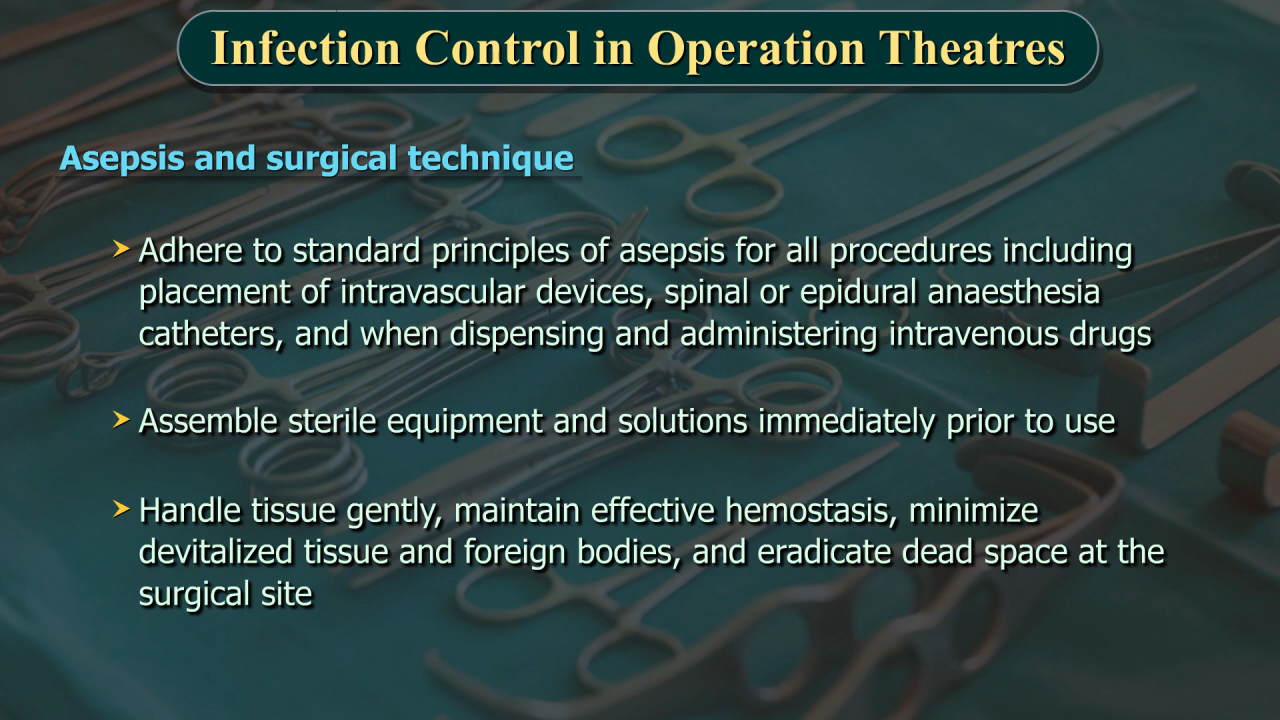 Infection Control in Operation Theatres
Asepsis and surgical technique
Adhere to standard principles of asepsis for all procedures including
placement of intravascular devices, spinal or epidural anaesthesia
catheters, and when dispensing and administering intravenous drugs
Assemble sterile equipment and solutions immediately prior to use
Handle tissue gently, maintain effective hemostasis, minimize
devitalized tissue and foreign bodies, and eradicate dead space at the
surgical site